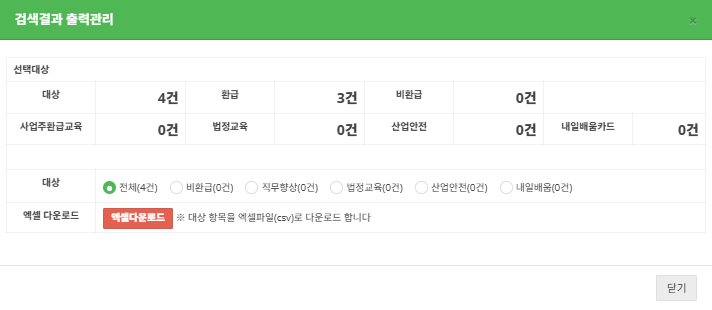 검색결과 출력관리 ×
선택대상
대상 4건 환급 3건 비환급 0건
사업주환급교육 0건 법정교육 0건 산업안전 0건 내일배움카드 0건
대상 전체(4건) 비환급(0건) 직무향상(0건) 법정교육(0건) 산업안전(0건) 내일배움(0건)
엑셀 다운로드 엑셀다운로드 ※ 대상 항목을 엑셀파일(csv)로 다운로드 합니다
닫기